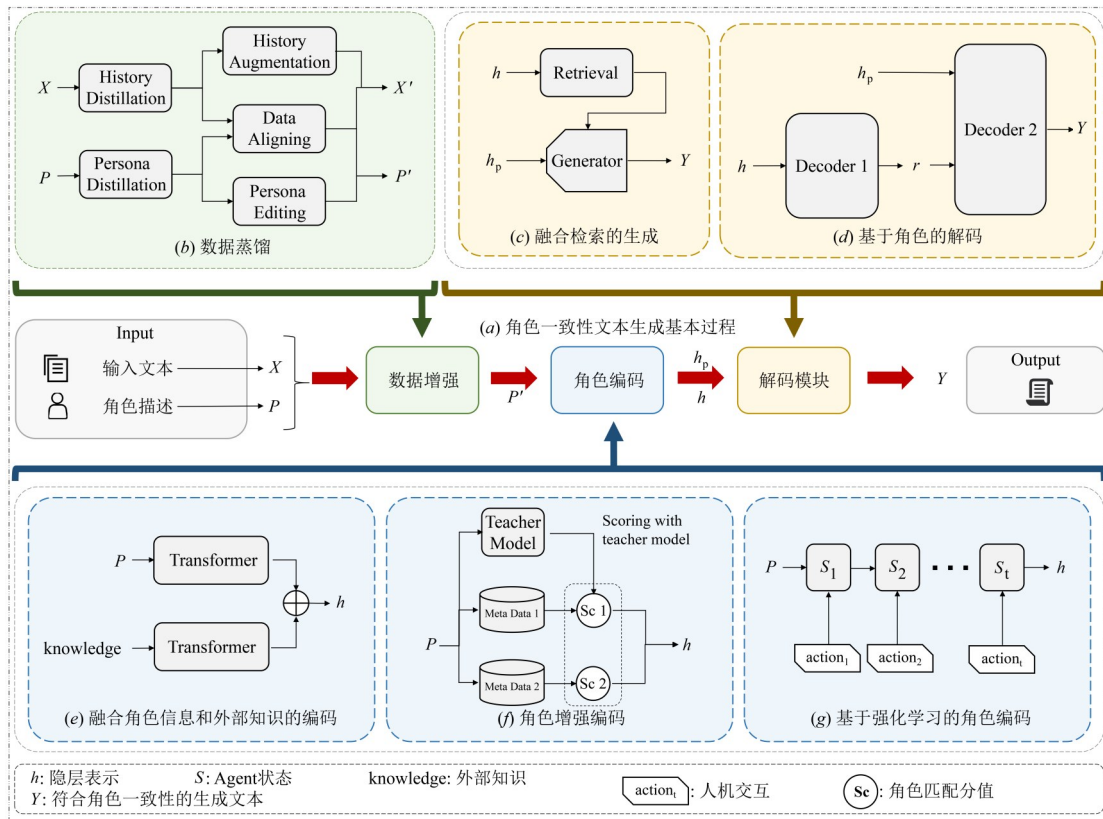 X
History
Distillation
History
Augmentation
X'
Data
Aligning
P
Persona
Distillation
Persona
Editing
P'
(b) 数据蒸馏
h
Retrieval
h_p
Generator
Y
(c) 融合检索的生成
h_p
h
Decoder 1
r
Decoder 2
Y
(d) 基于角色的解码
(a) 角色一致性文本生成基本过程
Input
输入文本
X
角色描述
P
数据增强
P'
角色编码
h_p
h
解码模块
Y
Output
P
Transformer
knowledge
Transformer
h
(e) 融合角色信息和外部知识的编码
Teacher
Model
Scoring with
teacher model
P
Meta Data 1
Sc 1
Meta Data 2
Sc 2
h
(f) 角色增强编码
P
S_1
S_2
S_t
h
action_1
action_2
action_t
(g) 基于强化学习的角色编码
h: 隐层表示 S: Agent状态 knowledge: 外部知识 action_t: 人机交互 Sc: 角色匹配分值
Y: 符合角色一致性的生成文本